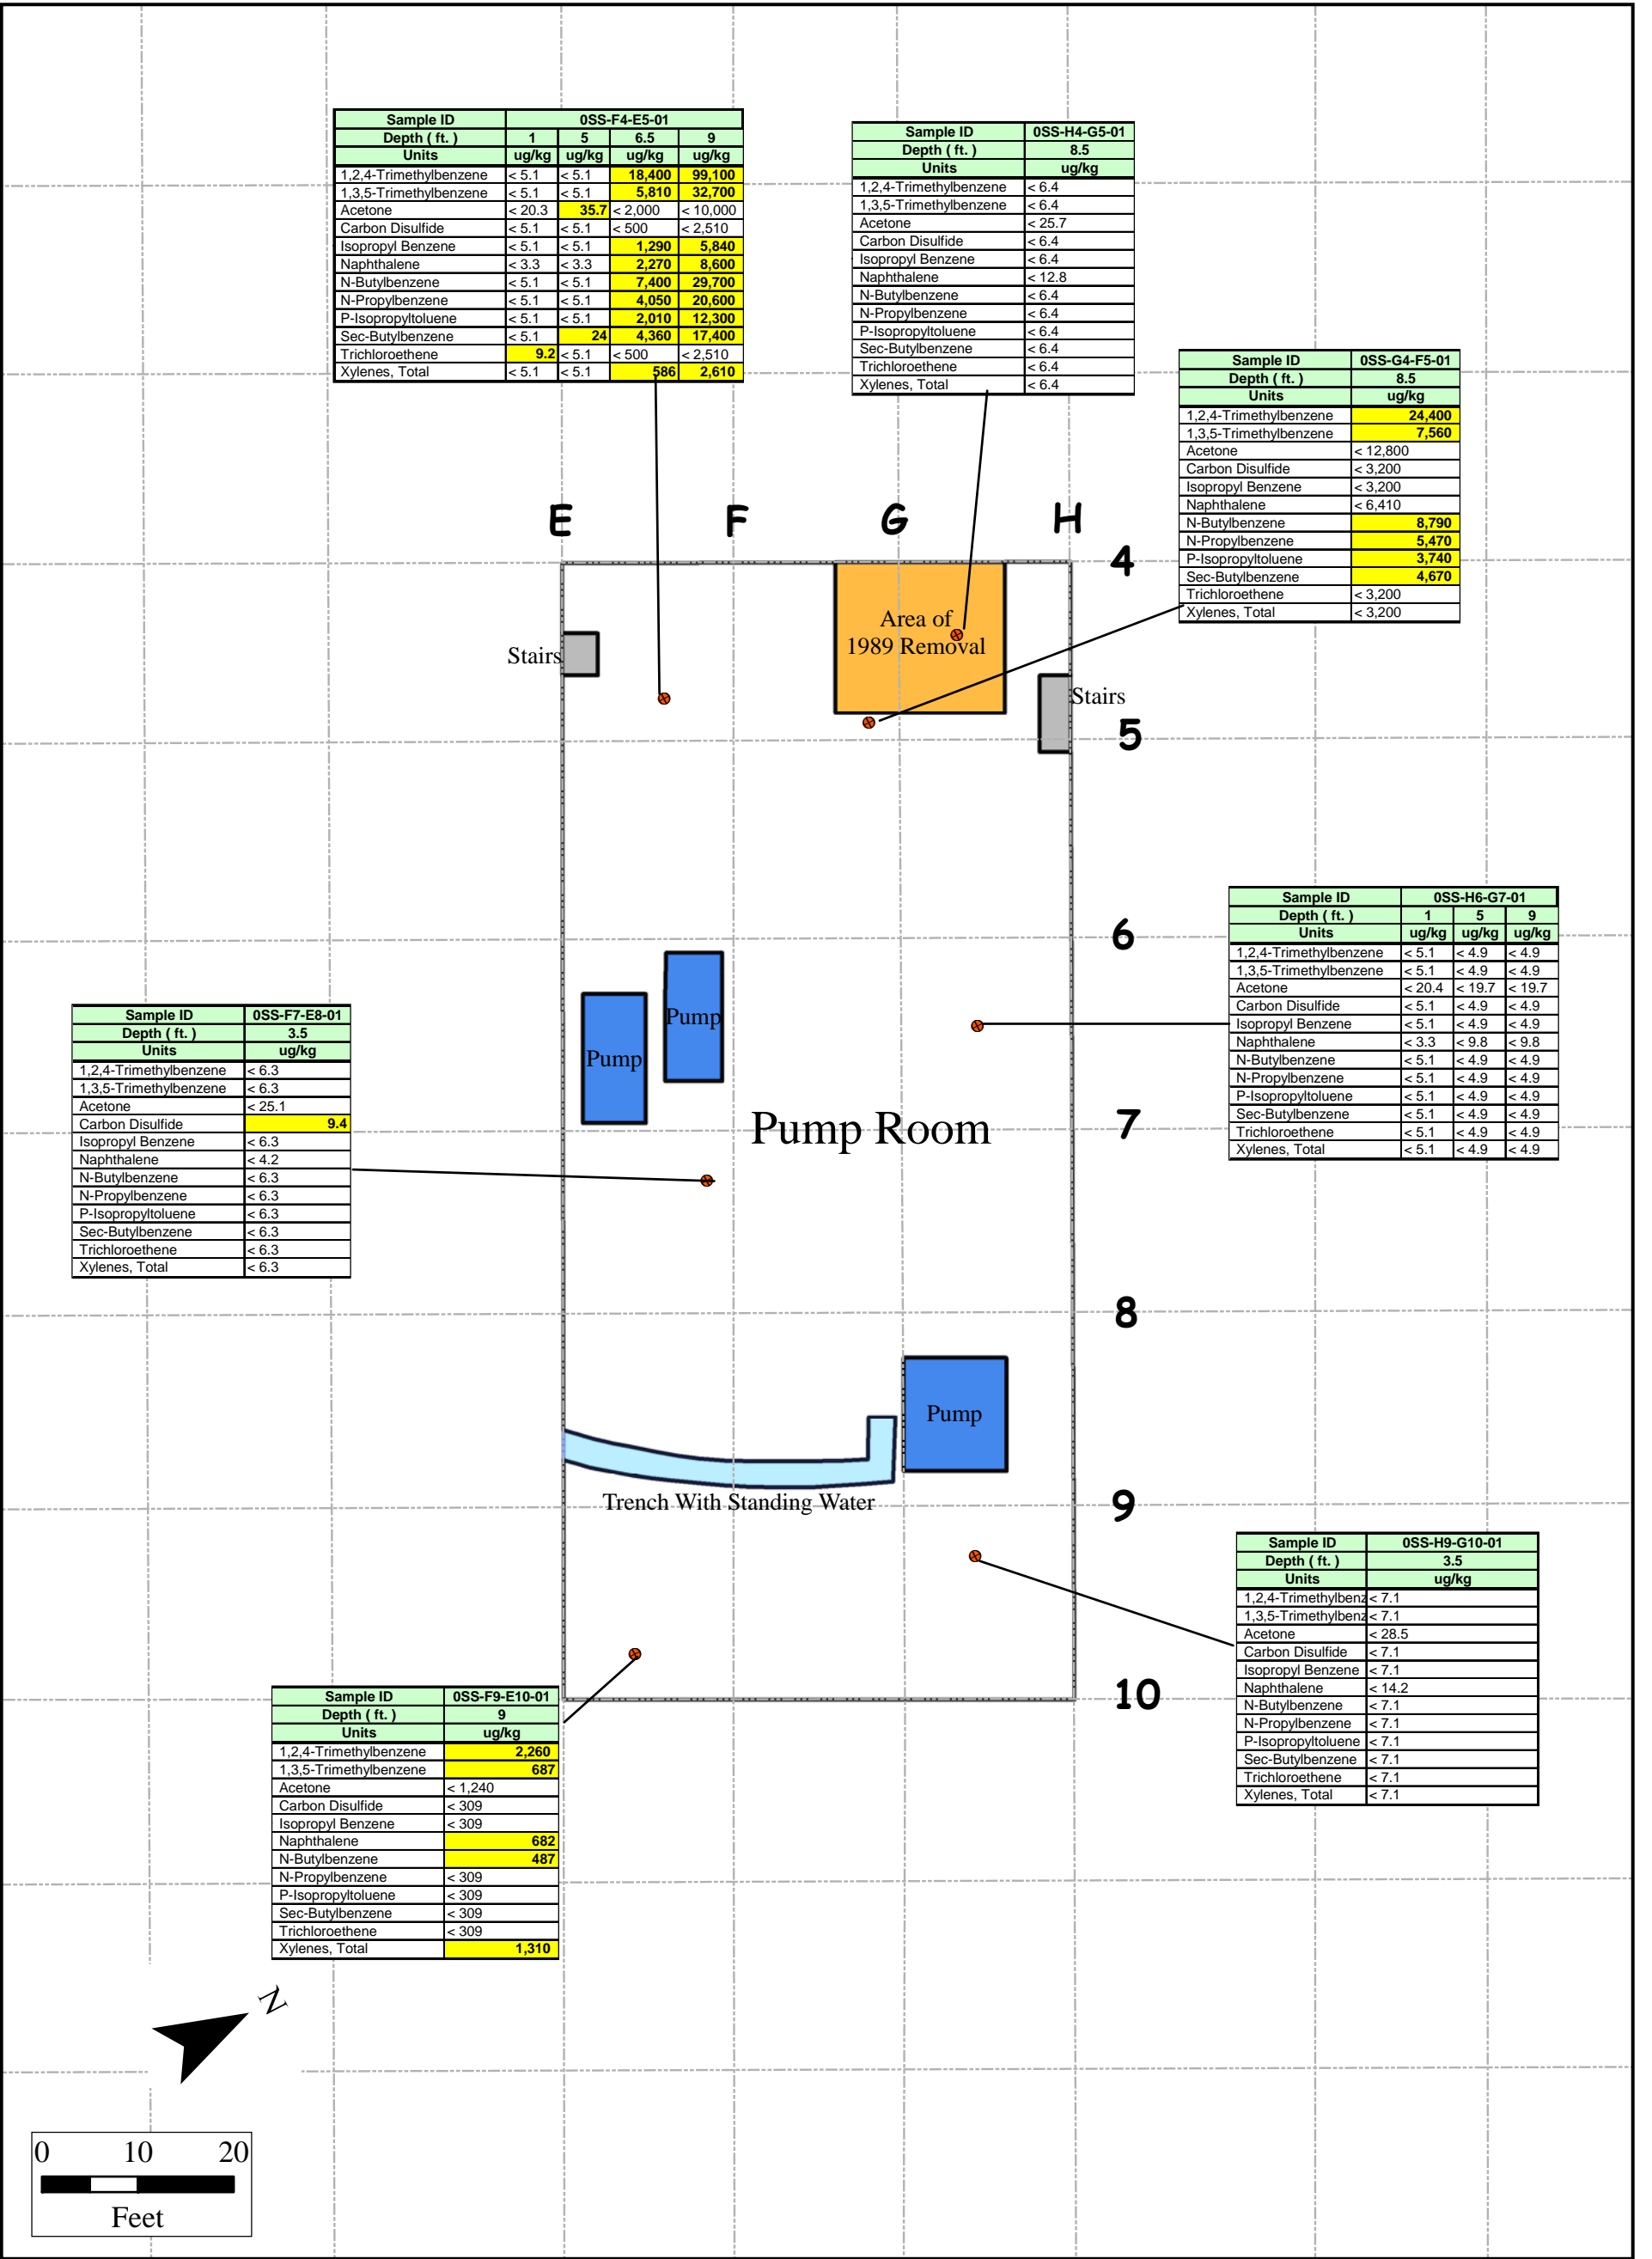 Sample ID 0SS-F4-E5-01
Depth ( ft. ) 1 5 6.5 9
Units ug/kg ug/kg ug/kg ug/kg
1,2,4-Trimethylbenzene < 5.1 < 5.1 18,400 99,100
1,3,5-Trimethylbenzene < 5.1 < 5.1 5,810 32,700
Acetone < 20.3 35.7 < 2,000 < 10,000
Carbon Disulfide < 5.1 < 5.1 < 500 < 2,510
Isopropyl Benzene < 5.1 < 5.1 1,290 5,840
Naphthalene < 3.3 < 3.3 2,270 8,600
N-Butylbenzene < 5.1 < 5.1 7,400 29,700
N-Propylbenzene < 5.1 < 5.1 4,050 20,600
P-Isopropyltoluene < 5.1 < 5.1 2,010 12,300
Sec-Butylbenzene < 5.1 24 4,360 17,400
Trichloroethene 9.2 < 5.1 < 500 < 2,510
Xylenes, Total < 5.1 < 5.1 586 2,610
Sample ID 0SS-H4-G5-01
Depth ( ft. ) 8.5
Units ug/kg
1,2,4-Trimethylbenzene < 6.4
1,3,5-Trimethylbenzene < 6.4
Acetone < 25.7
Carbon Disulfide < 6.4
Isopropyl Benzene < 6.4
Naphthalene < 12.8
N-Butylbenzene < 6.4
N-Propylbenzene < 6.4
P-Isopropyltoluene < 6.4
Sec-Butylbenzene < 6.4
Trichloroethene < 6.4
Xylenes, Total < 6.4
Sample ID 0SS-G4-F5-01
Depth ( ft. ) 8.5
Units ug/kg
1,2,4-Trimethylbenzene 24,400
1,3,5-Trimethylbenzene 7,560
Acetone < 12,800
Carbon Disulfide < 3,200
Isopropyl Benzene < 3,200
Naphthalene < 6,410
N-Butylbenzene 8,790
N-Propylbenzene 5,470
P-Isopropyltoluene 3,740
Sec-Butylbenzene 4,670
Trichloroethene < 3,200
Xylenes, Total < 3,200
E F G H
4
Area of
1989 Removal
Stairs
Stairs
5
6
Pump
Pump
Sample ID 0SS-H6-G7-01
Depth ( ft. ) 1 5 9
Units ug/kg ug/kg ug/kg
1,2,4-Trimethylbenzene < 5.1 < 4.9 < 4.9
1,3,5-Trimethylbenzene < 5.1 < 4.9 < 4.9
Acetone < 20.4 < 19.7 < 19.7
Carbon Disulfide < 5.1 < 4.9 < 4.9
Isopropyl Benzene < 5.1 < 4.9 < 4.9
Naphthalene < 3.3 < 9.8 < 9.8
N-Butylbenzene < 5.1 < 4.9 < 4.9
N-Propylbenzene < 5.1 < 4.9 < 4.9
P-Isopropyltoluene < 5.1 < 4.9 < 4.9
Sec-Butylbenzene < 5.1 < 4.9 < 4.9
Trichloroethene < 5.1 < 4.9 < 4.9
Xylenes, Total < 5.1 < 4.9 < 4.9
Sample ID 0SS-F7-E8-01
Depth ( ft. ) 3.5
Units ug/kg
1,2,4-Trimethylbenzene < 6.3
1,3,5-Trimethylbenzene < 6.3
Acetone < 25.1
Carbon Disulfide 9.4
Isopropyl Benzene < 6.3
Naphthalene < 4.2
N-Butylbenzene < 6.3
N-Propylbenzene < 6.3
P-Isopropyltoluene < 6.3
Sec-Butylbenzene < 6.3
Trichloroethene < 6.3
Xylenes, Total < 6.3
Pump Room
7
8
Pump
Trench With Standing Water
9
Sample ID 0SS-H9-G10-01
Depth ( ft. ) 3.5
Units ug/kg
1,2,4-Trimethylbenz < 7.1
1,3,5-Trimethylbenz < 7.1
Acetone < 28.5
Carbon Disulfide < 7.1
Isopropyl Benzene < 7.1
Naphthalene < 14.2
N-Butylbenzene < 7.1
N-Propylbenzene < 7.1
P-Isopropyltoluene < 7.1
Sec-Butylbenzene < 7.1
Trichloroethene < 7.1
Xylenes, Total < 7.1
10
Sample ID 0SS-F9-E10-01
Depth ( ft. ) 9
Units ug/kg
1,2,4-Trimethylbenzene 2,260
1,3,5-Trimethylbenzene 687
Acetone < 1,240
Carbon Disulfide < 309
Isopropyl Benzene < 309
Naphthalene 682
N-Butylbenzene 487
N-Propylbenzene < 309
P-Isopropyltoluene < 309
Sec-Butylbenzene < 309
Trichloroethene < 309
Xylenes, Total 1,310
N
0 10 20
Feet